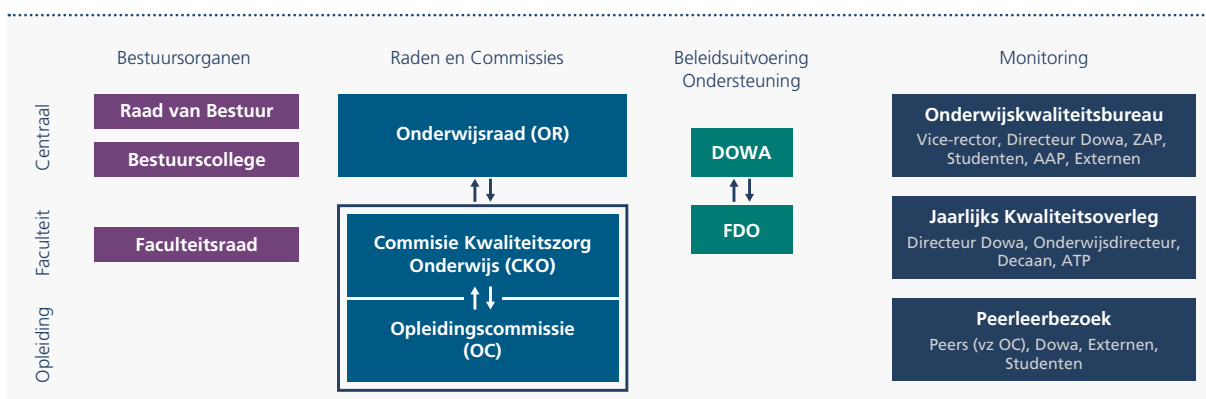 Bestuursorganen
Raden en Commissies
Beleidsuitvoering
Ondersteuning
Monitoring
Centraal
Raad van Bestuur
Bestuurscollege
Onderwijsraad (OR)
DOWA
Onderwijskwaliteitsbureau
Vice-rector, Directeur Dowa, ZAP,
Studenten, AAP, Externen
Faculteit
Faculteitsraad
Commisie Kwaliteitszorg
Onderwijs (CKO)
FDO
Jaarlijks Kwaliteitsoverleg
Directeur Dowa, Onderwijsdirecteur,
Decaan, ATP
Opleiding
Opleidingscommissie
(OC)
Peerleerbezoek
Peers (vz OC), Dowa, Externen,
Studenten